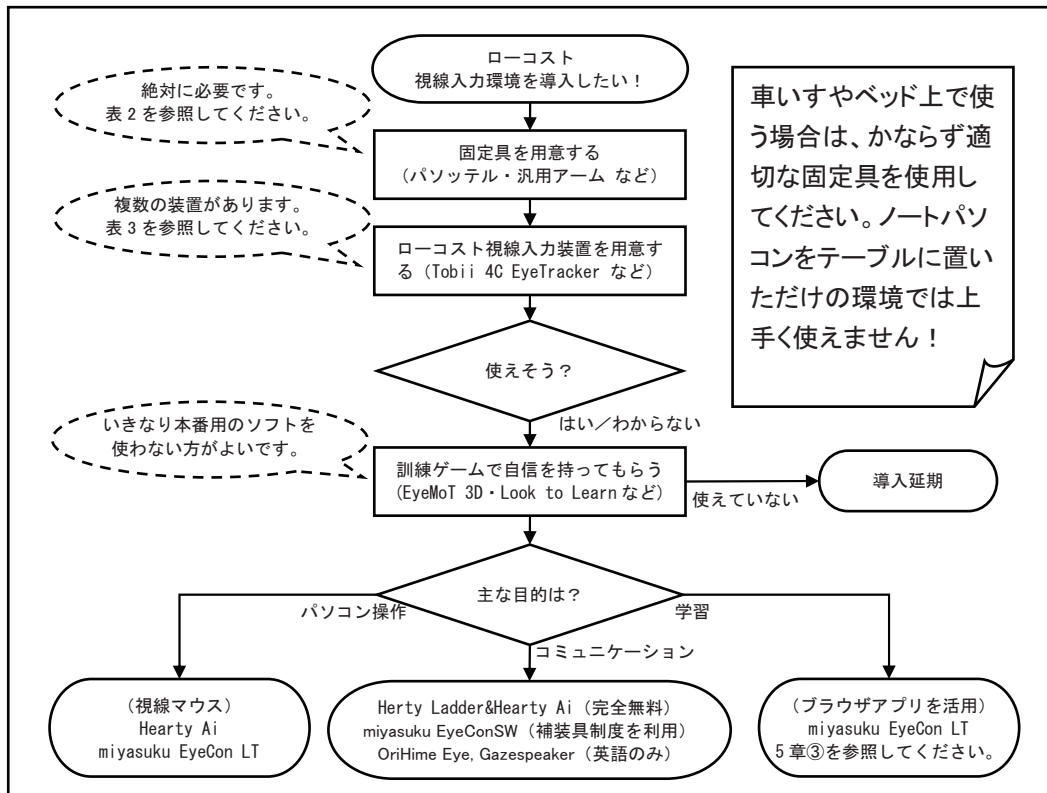 ローコスト
視線入力環境を導入したい！
絶対に必要です。
表2を参照してください。
固定具を用意する
（パソッテル・汎用アーム など）
複数の装置があります。
表3を参照してください。
ローコスト視線入力装置を用意す
る（Tobii 4C EyeTracker など）
車いすやベッド上で使
う場合は、かならず適
切な固定具を使用し
てください。ノートパソ
コンをテーブルに置い
ただけの環境では上
手く使えません！
使えそう？
はい／わからない
いきなり本番用のソフトを
使わない方がよいです。
訓練ゲームで自信を持ってもらう
(EyeMoT 3D・Look to Learn など)
使えていない
導入延期
主な目的は？
パソコン操作
学習
コミュニケーション
（視線マウス）
Hearty Ai
miyasuku EyeCon LT
Herty Ladder&Hearty Ai（完全無料）
miyasuku EyeConSW（補装具制度を利用）
OriHime Eye, Gazespeaker（英語のみ）
（ブラウザアプリを活用）
miyasuku EyeCon LT
5章③を参照してください。